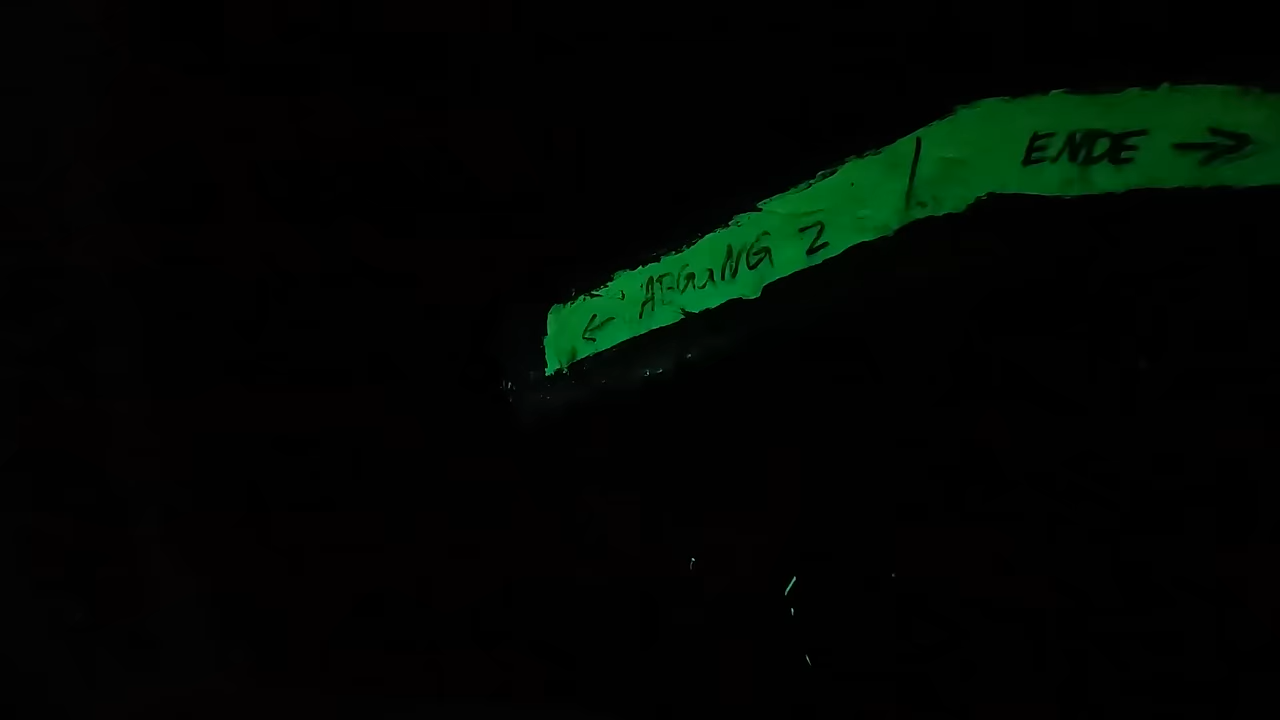 ← ABGANG 2 / ENDE →